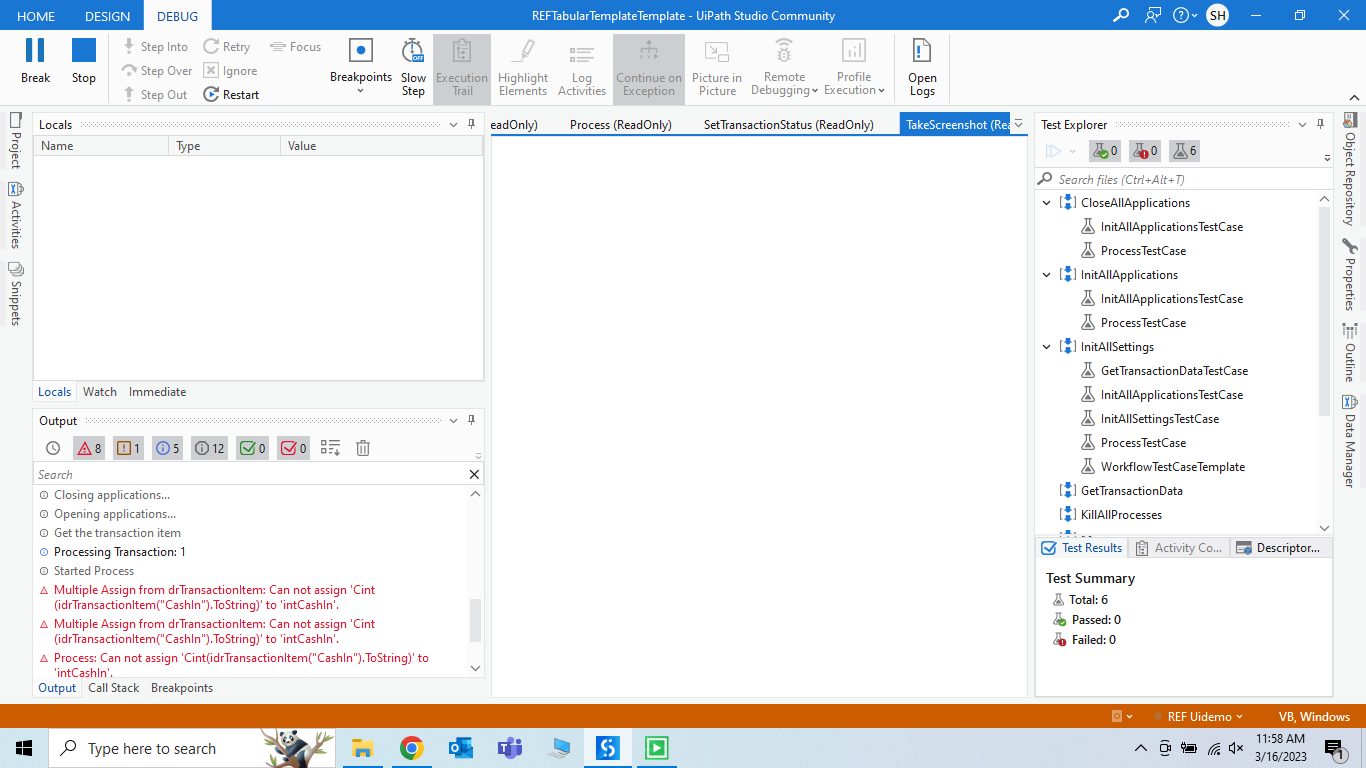 HOME
DESIGN
DEBUG
REFTabularTemplateTemplate - UiPath Studio Community
SH
Break
Stop
Step Into
Step Over
Step Out
Retry
Ignore
Restart
Focus
Breakpoints
Slow
Step
Execution
Trail
Highlight
Elements
Log
Activities
Continue on
Exception
Picture in
Picture
Remote
Debugging
Profile
Execution
Open
Logs
Project
Activities
Snippets
Locals
Name Type Value
Locals Watch Immediate
Output
8 1 5 12 0 0
Search
Closing applications...
Opening applications...
Get the transaction item
Processing Transaction: 1
Started Process
Multiple Assign from drTransactionItem: Can not assign 'Cint
(idrTransactionItem("CashIn").ToString)' to 'intCashIn'.
Multiple Assign from drTransactionItem: Can not assign 'Cint
(idrTransactionItem("CashIn").ToString)' to 'intCashIn'.
Process: Can not assign 'Cint(idrTransactionItem("CashIn").ToString)' to
'intCashIn'.
Output Call Stack Breakpoints
eadOnly) Process (ReadOnly) SetTransactionStatus (ReadOnly) TakeScreenshot (Rea
Test Explorer
0 0 6
Search files (Ctrl+Alt+T)
CloseAllApplications
InitAllApplicationsTestCase
ProcessTestCase
InitAllApplications
InitAllApplicationsTestCase
ProcessTestCase
InitAllSettings
GetTransactionDataTestCase
InitAllApplicationsTestCase
InitAllSettingsTestCase
ProcessTestCase
WorkflowTestCaseTemplate
GetTransactionData
KillAllProcesses
Test Results Activity Co... Descriptor...
Test Summary
Total: 6
Passed: 0
Failed: 0
Object Repository
Properties
Outline
Data Manager
REF Uidemo
VB, Windows
Type here to search
11:58 AM
3/16/2023
1